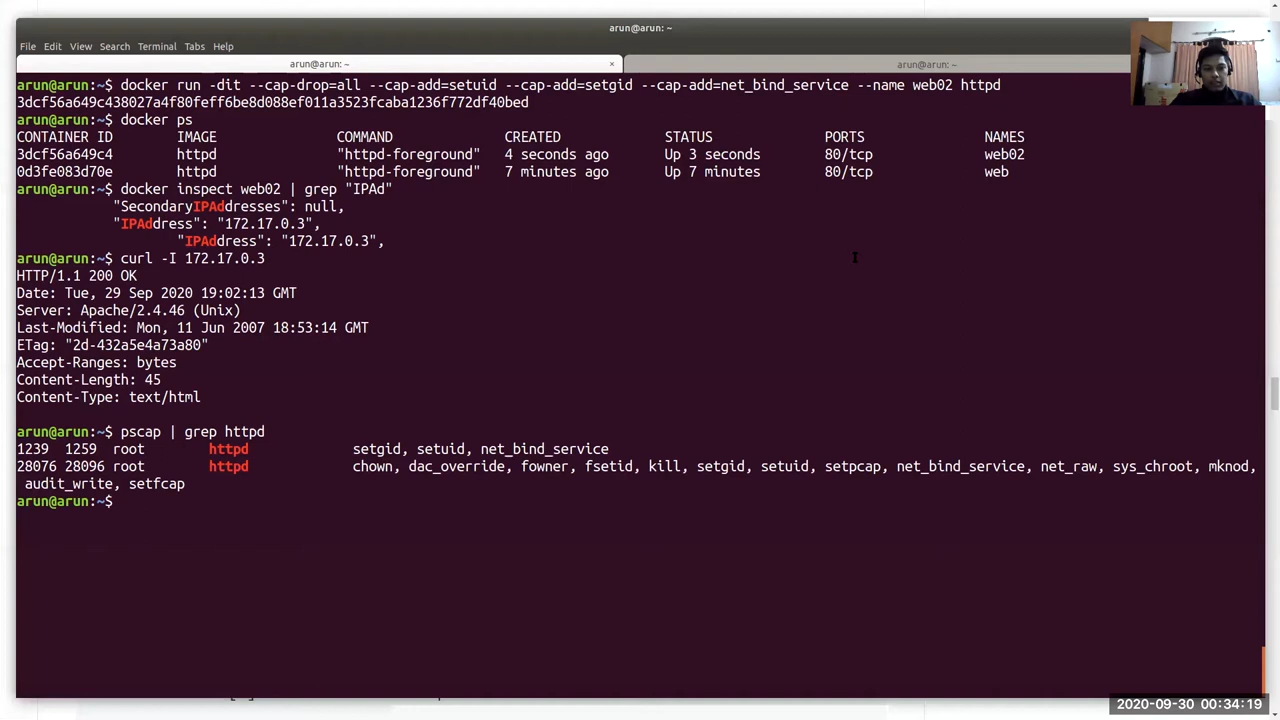 arun@arun: ~
File Edit View Search Terminal Tabs Help
arun@arun: ~ × arun@arun: ~
arun@arun:~$ docker run -dit --cap-drop=all --cap-add=setuid --cap-add=setgid --cap-add=net_bind_service --name web02 httpd
3dcf56a649c438027a4f80feff6be8d088ef011a3523fcaba1236f772df40bed
arun@arun:~$ docker ps
CONTAINER ID IMAGE COMMAND CREATED STATUS PORTS NAMES
3dcf56a649c4 httpd "httpd-foreground" 4 seconds ago Up 3 seconds 80/tcp web02
0d3fe083d70e httpd "httpd-foreground" 7 minutes ago Up 7 minutes 80/tcp web
arun@arun:~$ docker inspect web02 | grep "IPAd"
"SecondaryIPAddresses": null,
"IPAddress": "172.17.0.3",
"IPAddress": "172.17.0.3",
arun@arun:~$ curl -I 172.17.0.3
HTTP/1.1 200 OK
Date: Tue, 29 Sep 2020 19:02:13 GMT
Server: Apache/2.4.46 (Unix)
Last-Modified: Mon, 11 Jun 2007 18:53:14 GMT
ETag: "2d-432a5e4a73a80"
Accept-Ranges: bytes
Content-Length: 45
Content-Type: text/html
arun@arun:~$ pscap | grep httpd
1239 1259 root httpd setgid, setuid, net_bind_service
28076 28096 root httpd chown, dac_override, fowner, fsetid, kill, setgid, setuid, setpcap, net_bind_service, net_raw, sys_chroot, mknod,
audit_write, setfcap
arun@arun:~$
2020-09-30 00:34:19